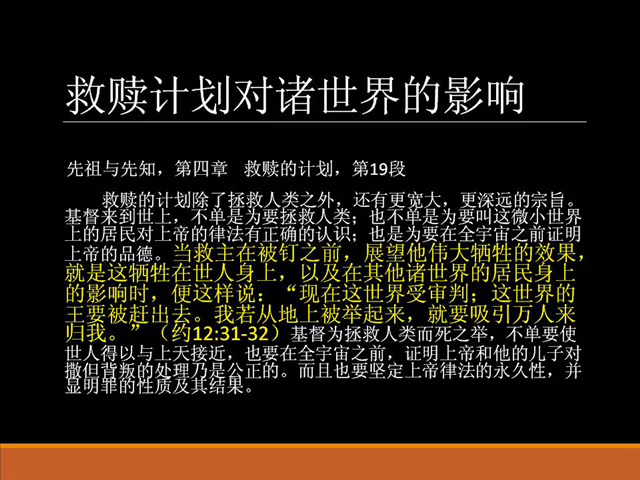 救赎计划对诸世界的影响
先祖与先知，第四章 救赎的计划，第19段
救赎的计划除了拯救人类之外，还有更宽大，更深远的宗旨。
基督来到世上，不单是为要拯救人类；也不单是为要叫这微小世界
上的居民对上帝的律法有正确的认识；也是为要在全宇宙之前证明
上帝的品德。当救主在被钉之前，展望他伟大牺牲的效果，
就是这牺牲在世人身上，以及在其他诸世界的居民身上
的影响时，便这样说：“现在这世界受审判；这世界的
王要被赶出去。我若从地上被举起来，就要吸引万人来
归我。”（约12:31-32）基督为拯救人类而死之举，不单要使
世人得以与上天接近，也要在全宇宙之前，证明上帝和他的儿子对
撒但背叛的处理乃是公正的。而且也要坚定上帝律法的永久性，并
显明罪的性质及其结果。